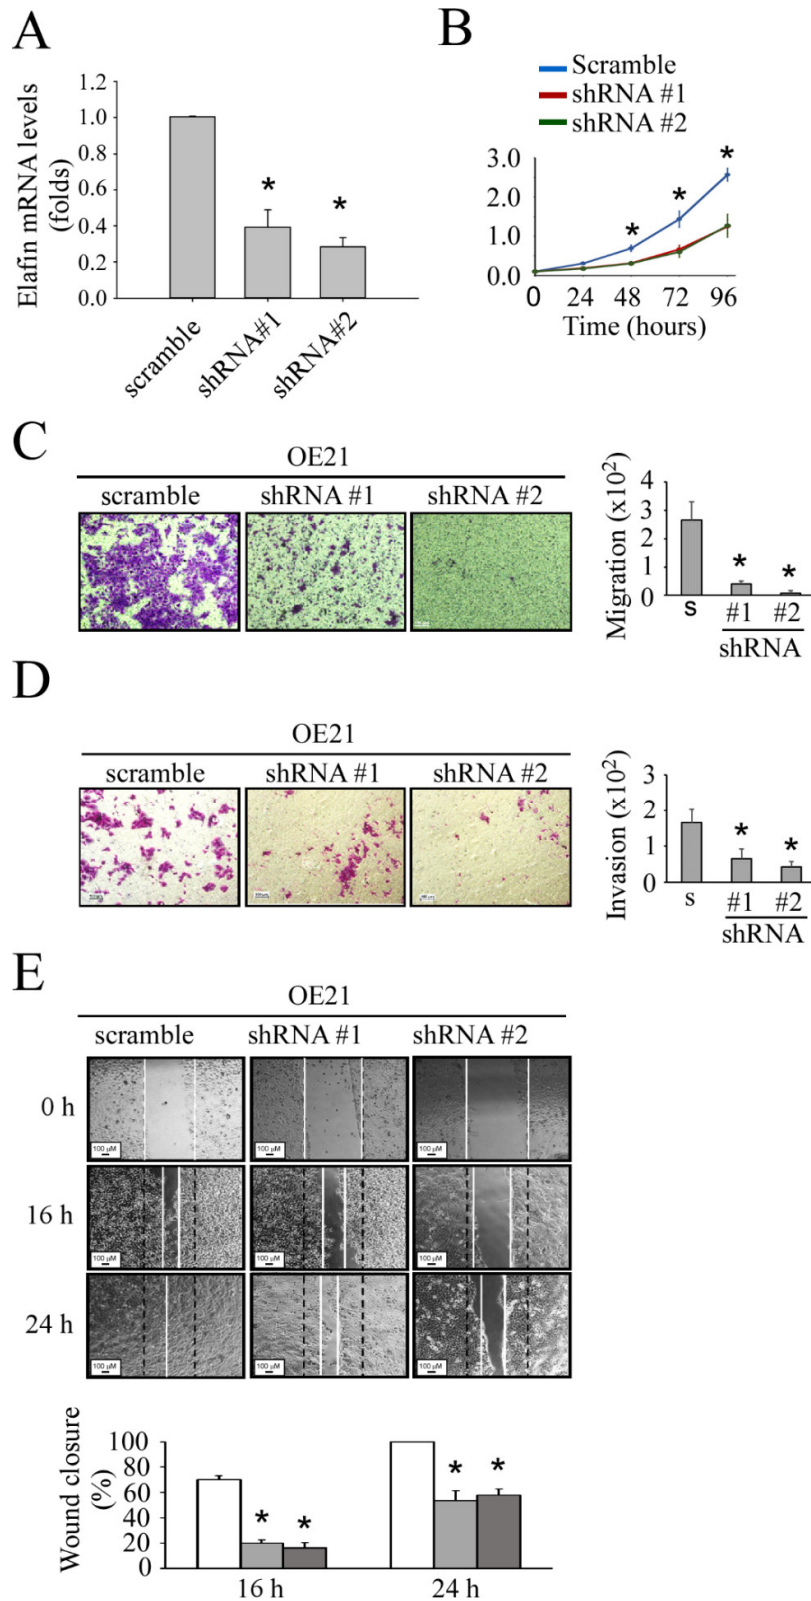 A
Elafin mRNA levels
(folds)
1.2
1.0
0.8
0.6
0.4
0.2
0.0
*
*
scramble
shRNA#1
shRNA#2
B
Scramble
shRNA #1
shRNA #2
3.0
2.0
1.0
0.0
*
*
*
0 24 48 72 96
Time (hours)
C
OE21
scramble shRNA #1 shRNA #2
Migration (x10²)
4
3
2
1
0
*
*
s #1 #2
shRNA
D
OE21
scramble shRNA #1 shRNA #2
Invasion (x10²)
3
2
1
0
*
*
s #1 #2
shRNA
E
OE21
scramble shRNA #1 shRNA #2
0 h
100 µM
100 µM
100 µM
16 h
100 µM
100 µM
100 µM
24 h
100 µM
100 µM
100 µM
Wound closure
(%)
100
80
60
40
20
0
* *
* *
16 h 24 h